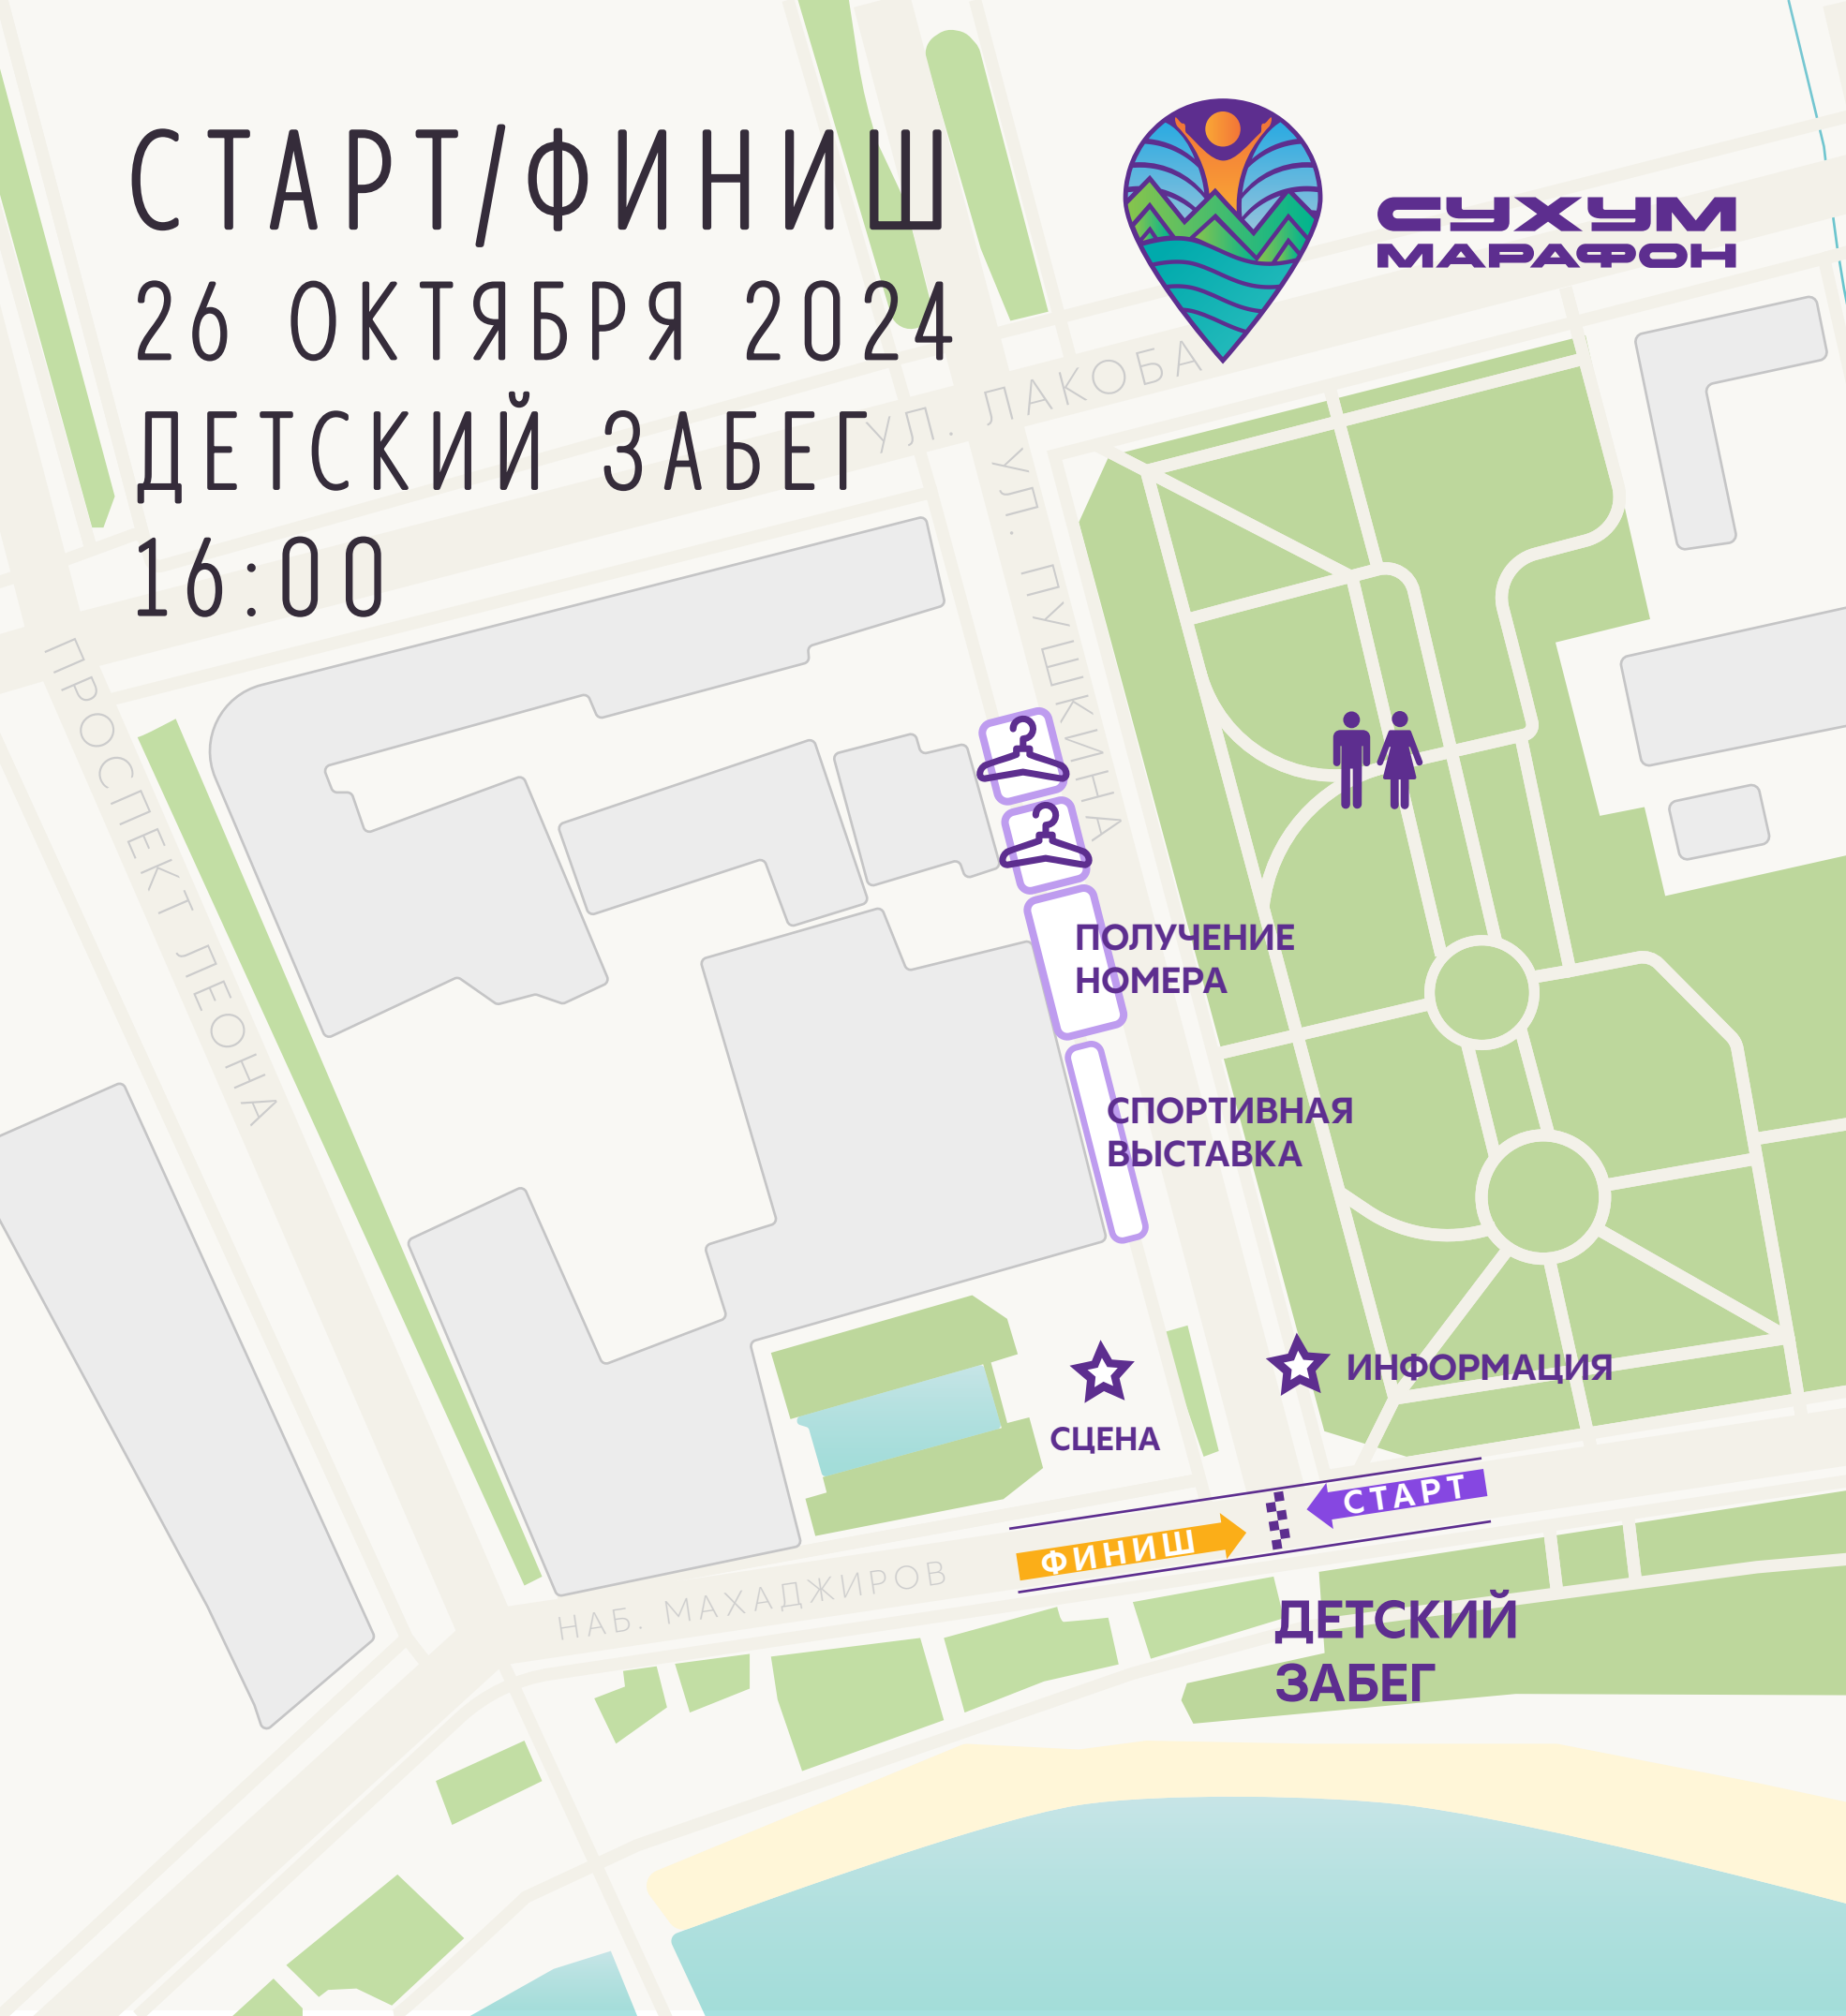 СТАРТ/ФИНИШ
26 ОКТЯБРЯ 2024
ДЕТСКИЙ ЗАБЕГ
16:00
СУХУМ
МАРАФОН
УЛ. ЛАКОБА
УЛ. ПУШКИНА
ПРОСПЕКТ ЛЕОНА
ПОЛУЧЕНИЕ
НОМЕРА
СПОРТИВНАЯ
ВЫСТАВКА
СЦЕНА
ИНФОРМАЦИЯ
СТАРТ
ФИНИШ
НАБ. МАХАДЖИРОВ
ДЕТСКИЙ
ЗАБЕГ